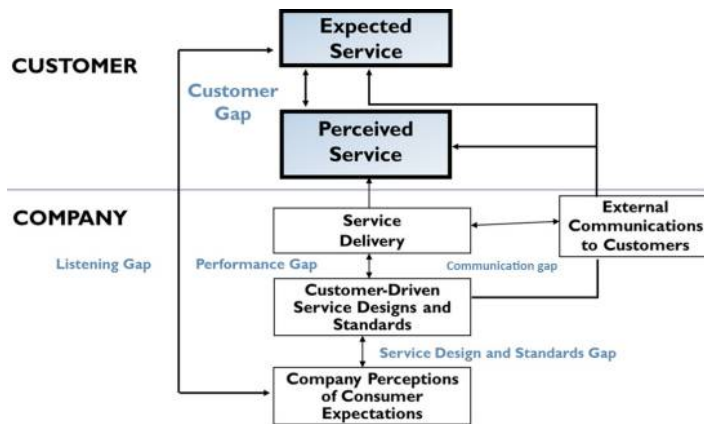 Expected
Service
CUSTOMER
Customer
Gap
Perceived
Service
COMPANY
Service
Delivery
External
Communications
to Customers
Listening Gap
Performance Gap
Communication gap
Customer-Driven
Service Designs and
Standards
Service Design and Standards Gap
Company Perceptions
of Consumer
Expectations